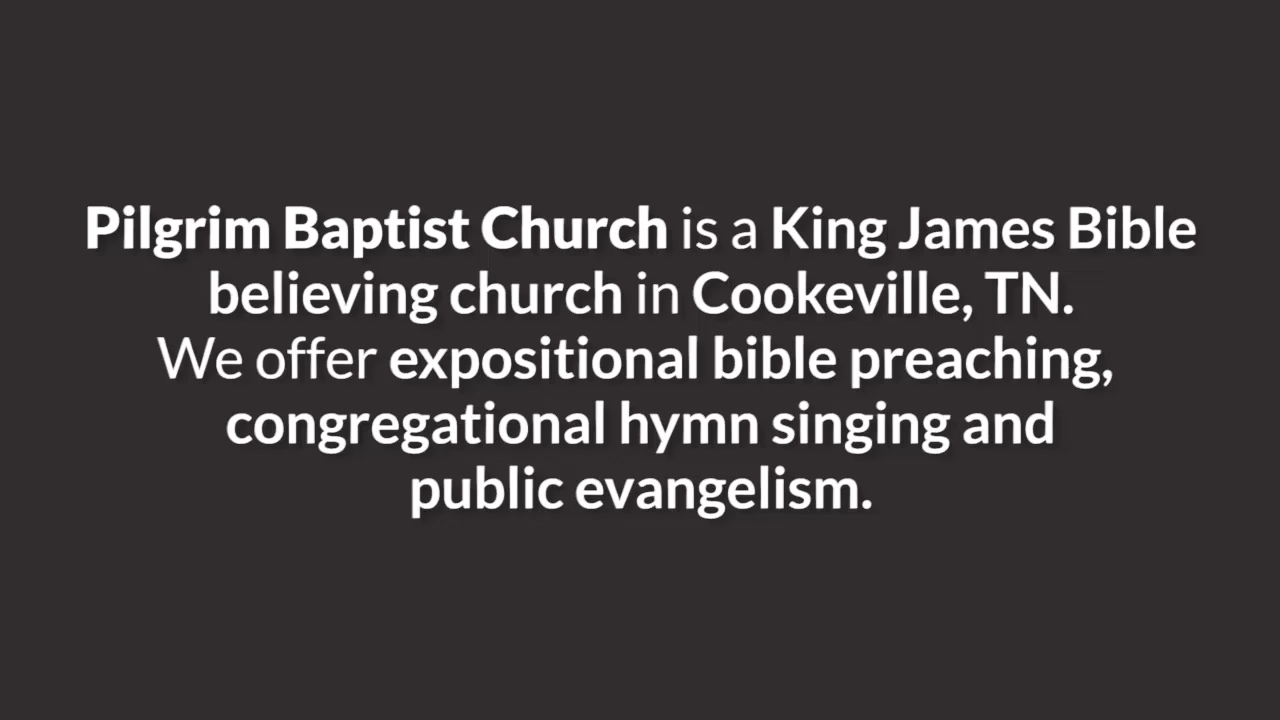 Pilgrim Baptist Church is a King James Bible
believing church in Cookeville, TN.
We offer expositional bible preaching,
congregational hymn singing and
public evangelism.